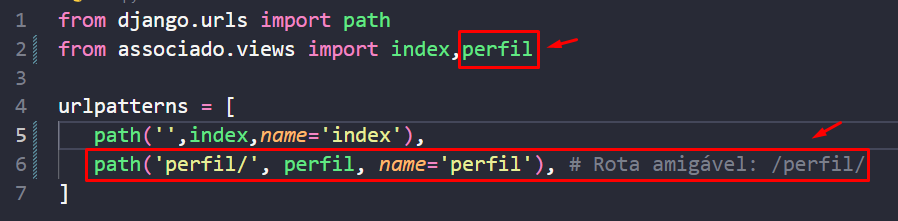 1 from django.urls import path
2 from associado.views import index,perfil
3
4 urlpatterns = [
5 path('',index,name='index'),
6 path('perfil/', perfil, name='perfil'), # Rota amigável: /perfil/
7 ]